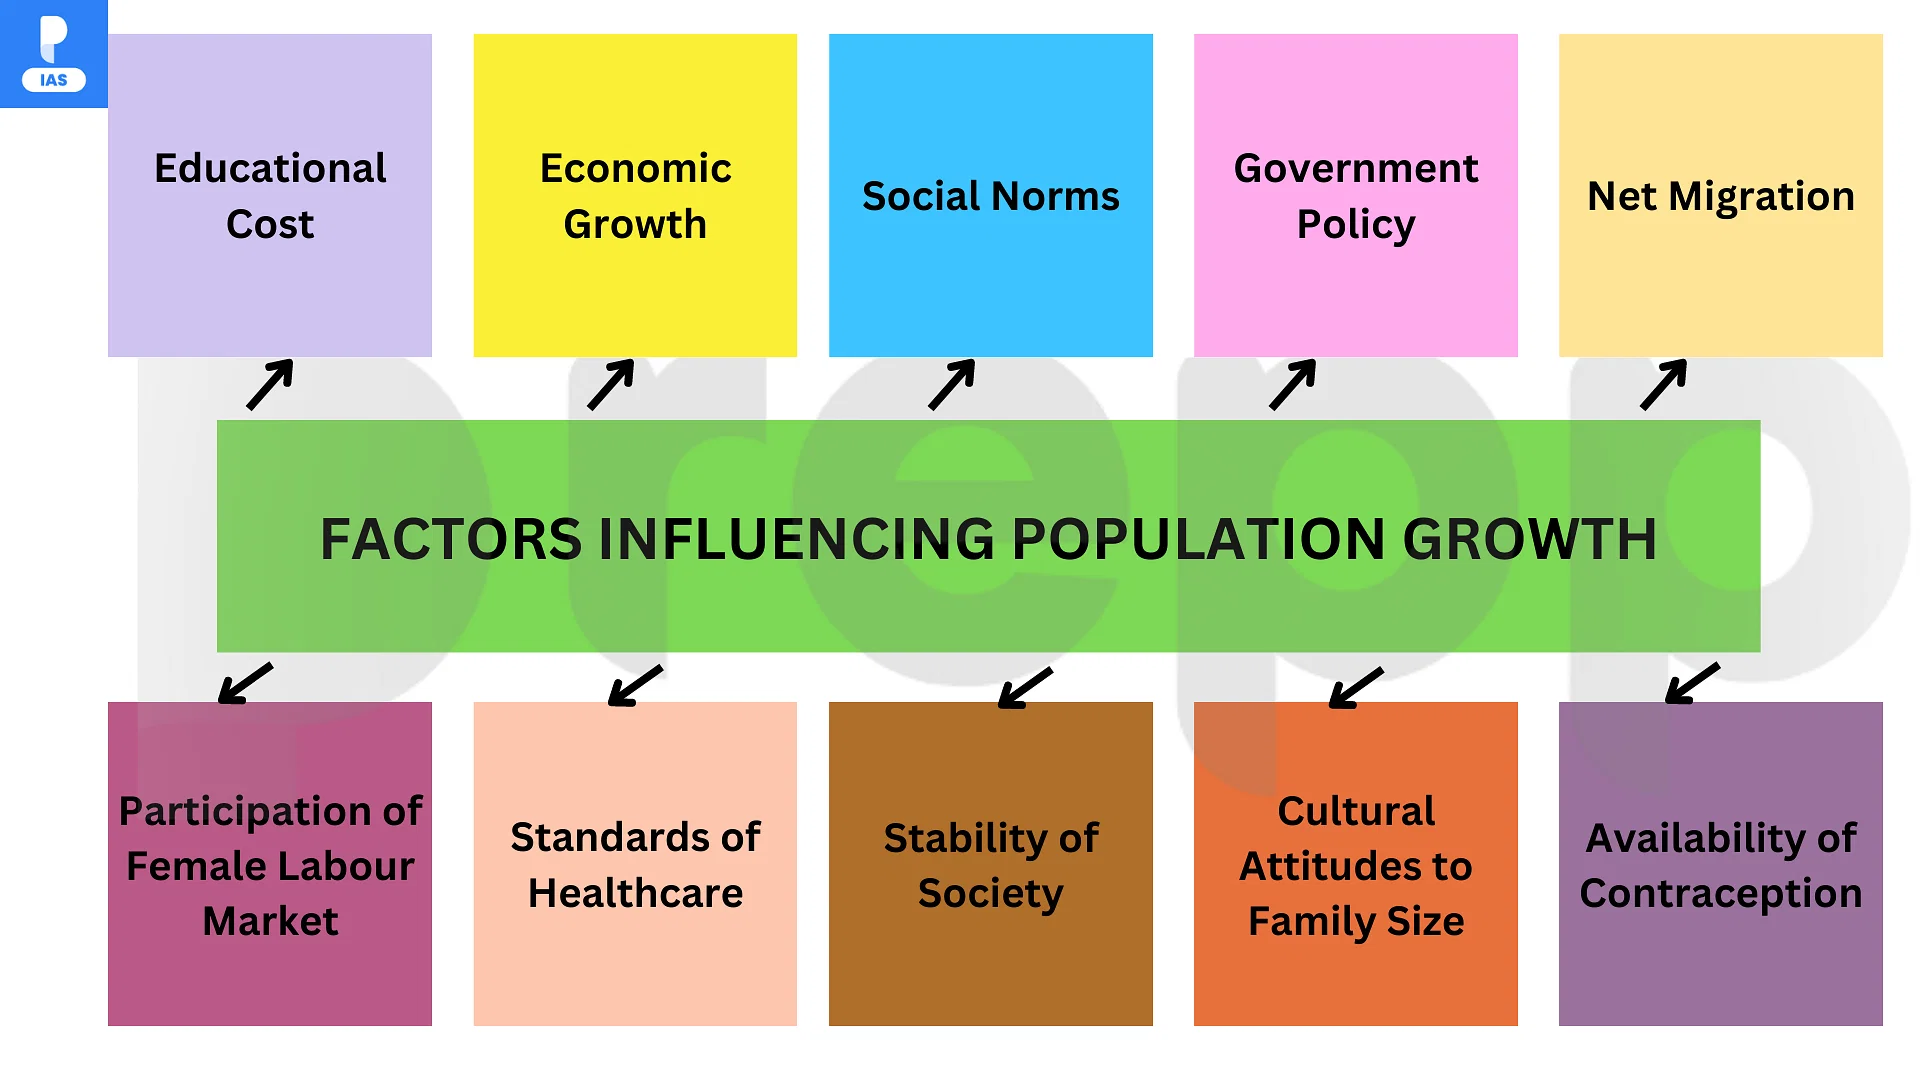 IAS
Educational
Cost
Economic
Growth
Social Norms
Government
Policy
Net Migration
FACTORS INFLUENCING POPULATION GROWTH
Participation of
Female Labour
Market
Standards of
Healthcare
Stability of
Society
Cultural
Attitudes to
Family Size
Availability of
Contraception
prepp